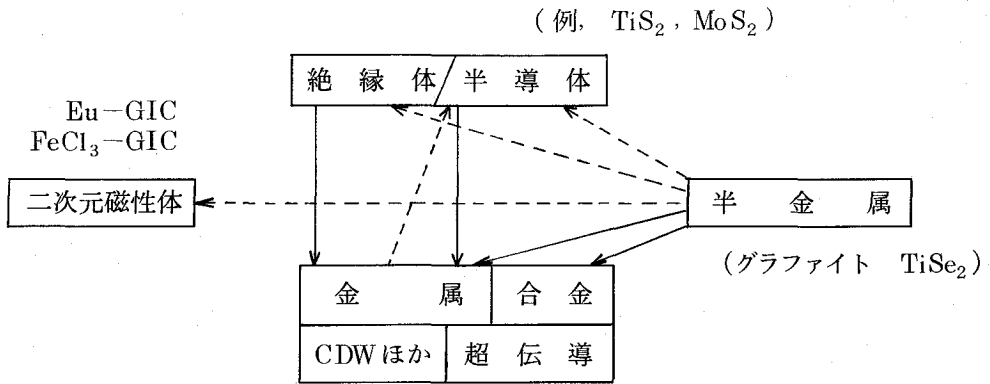 （例, TiS₂, MoS₂）
絶縁体/半導体
Eu－GIC
FeCl₃－GIC
二次元磁性体
半金属
（グラファイト TiSe₂）
金属 合金
CDWほか 超伝導